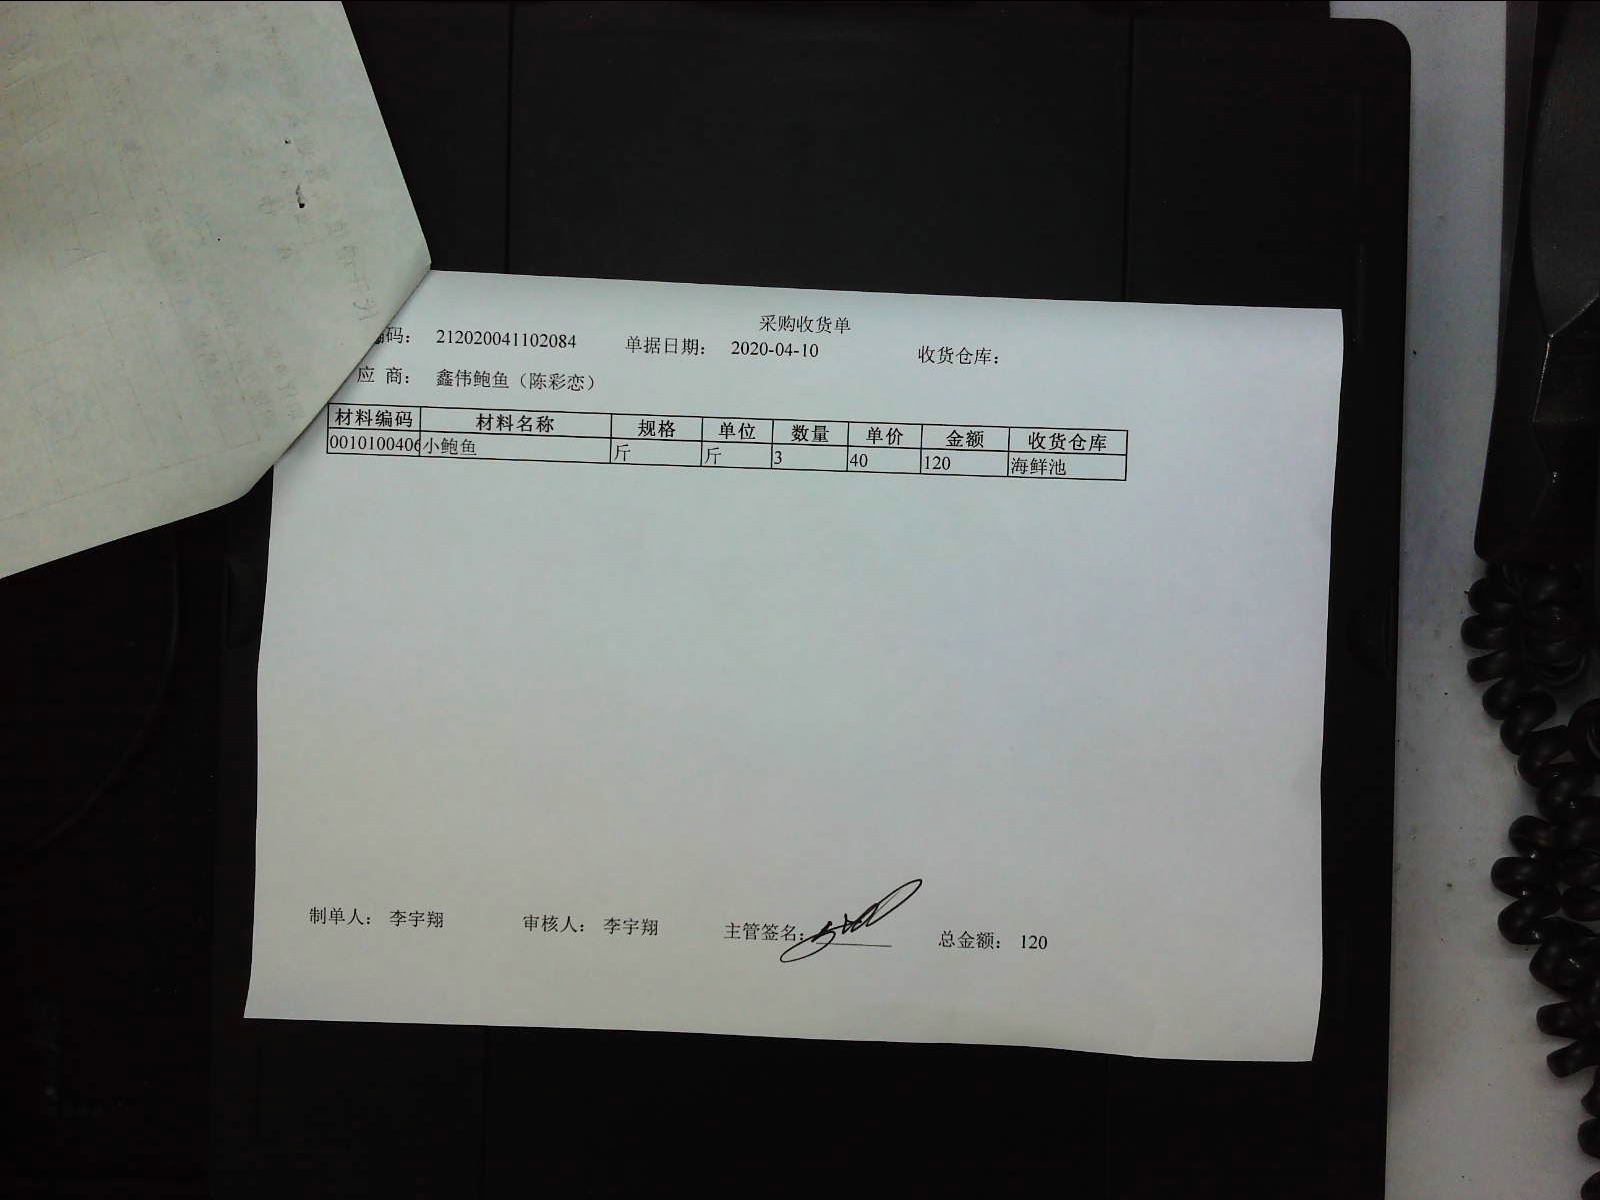 采购收货单
编码： 212020041102084 单据日期： 2020-04-10 收货仓库：
应 商： 鑫伟鲍鱼（陈彩恋）
材料编码 材料名称 规格 单位 数量 单价 金额 收货仓库
0010100406 小鲍鱼 斤 斤 3 40 120 海鲜池
制单人： 李宇翔 审核人： 李宇翔 主管签名： 总金额： 120